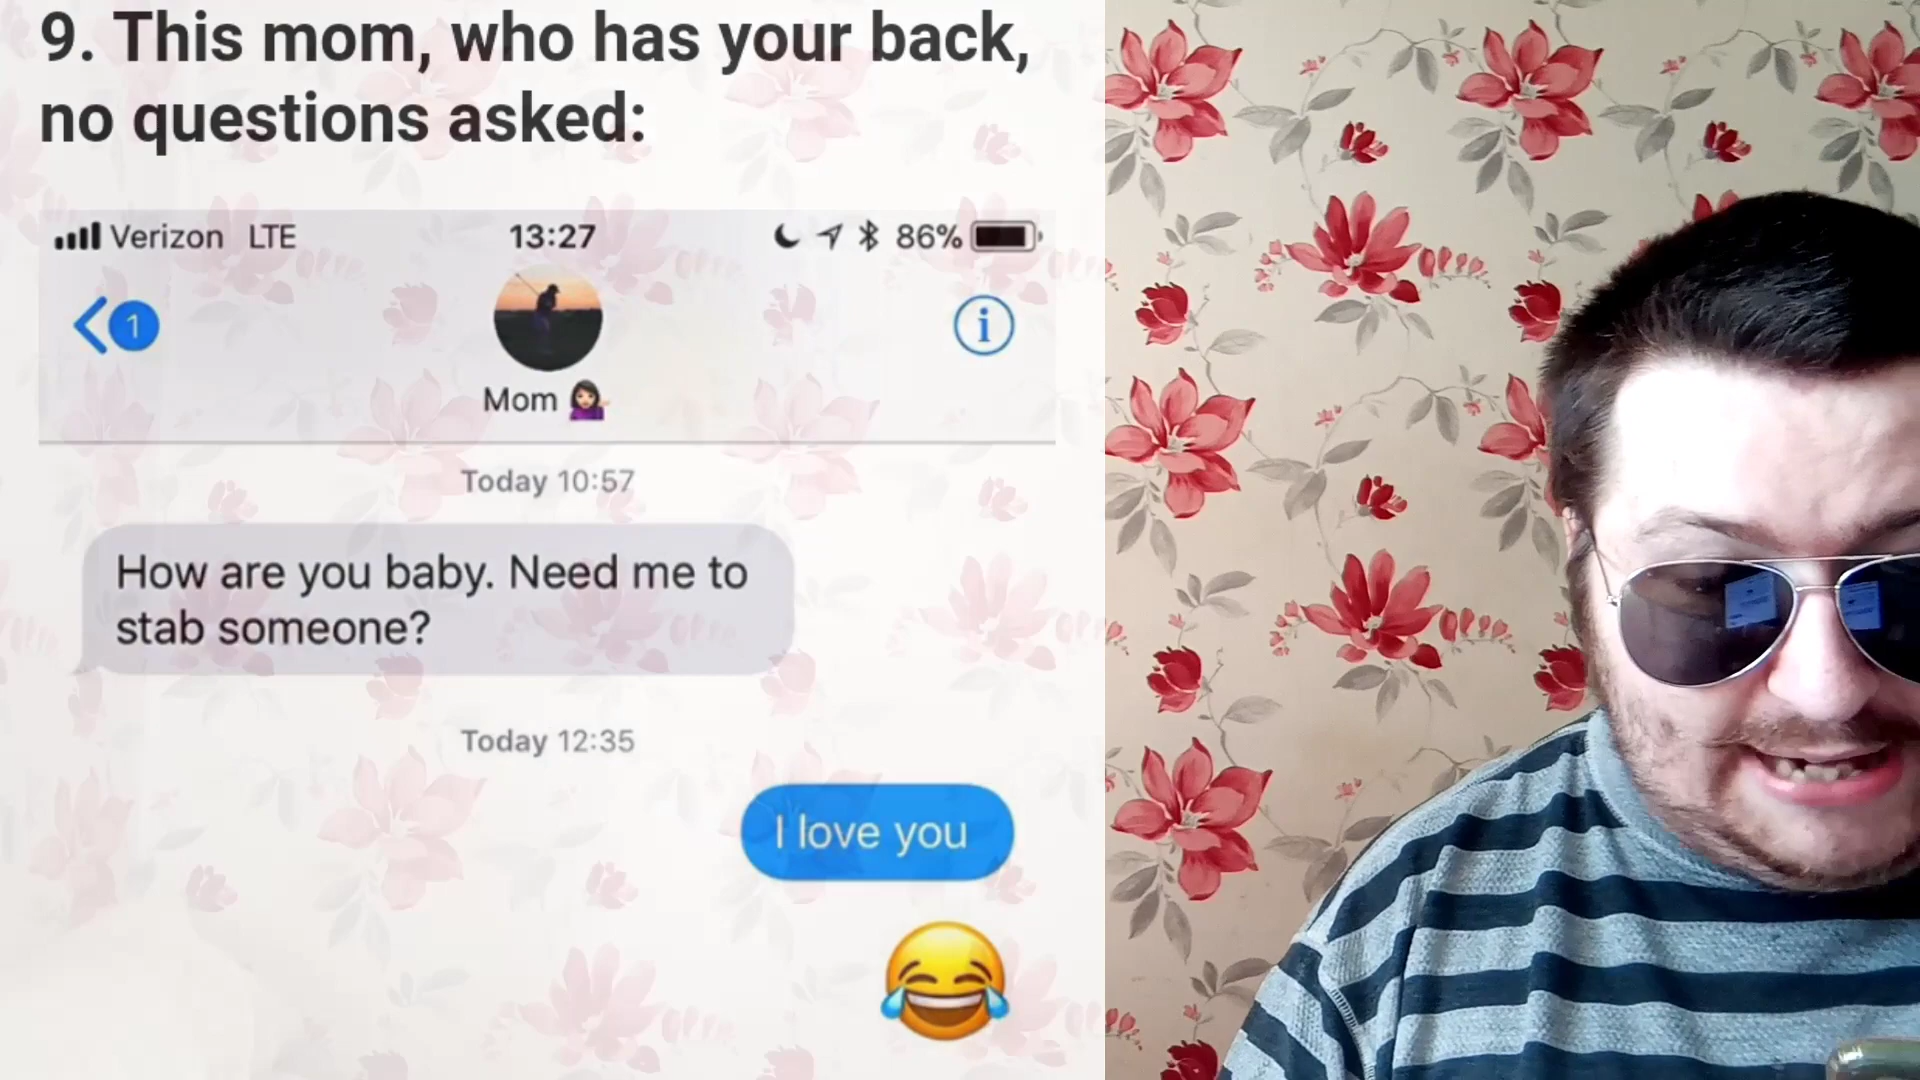 9. This mom, who has your back,
no questions asked:
Verizon LTE 13:27 86%
1
Mom
Today 10:57
How are you baby. Need me to
stab someone?
Today 12:35
I love you